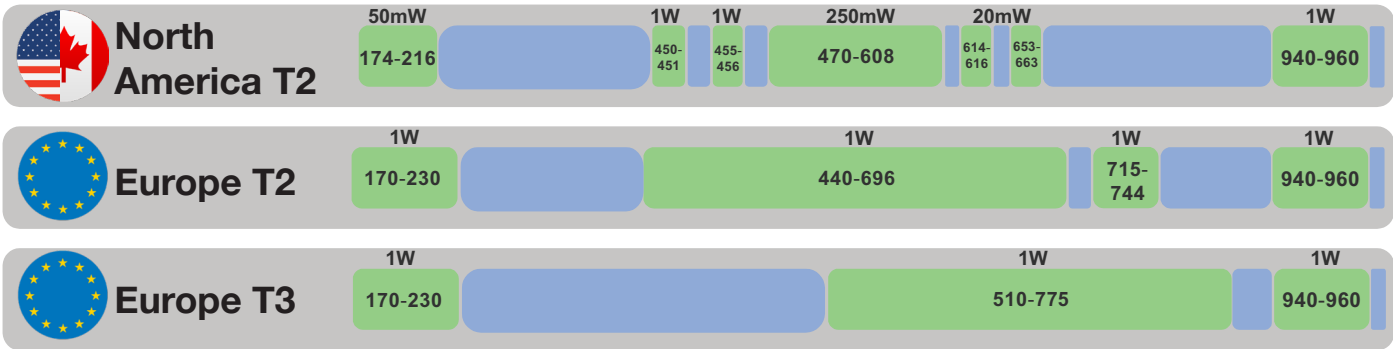 North
America T2
50mW 1W 1W 250mW 20mW 1W
174-216 450-
451 455-
456 470-608 614-
616 653-
663 940-960
Europe T2
1W 1W 1W 1W
170-230 440-696 715-
744 940-960
Europe T3
1W 1W 1W
170-230 510-775 940-960